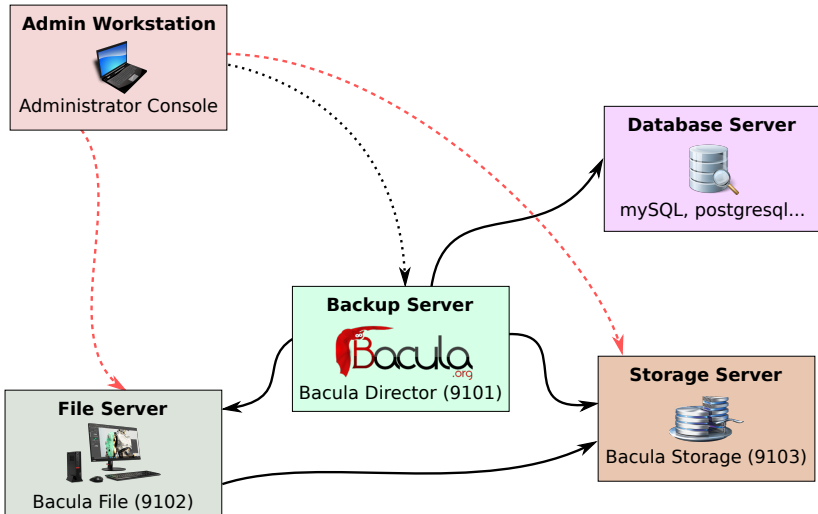 Admin Workstation
Administrator Console
Database Server
mySQL, postgresql...
Backup Server
Bacula
.org
Bacula Director (9101)
Storage Server
Bacula Storage (9103)
File Server
Bacula File (9102)